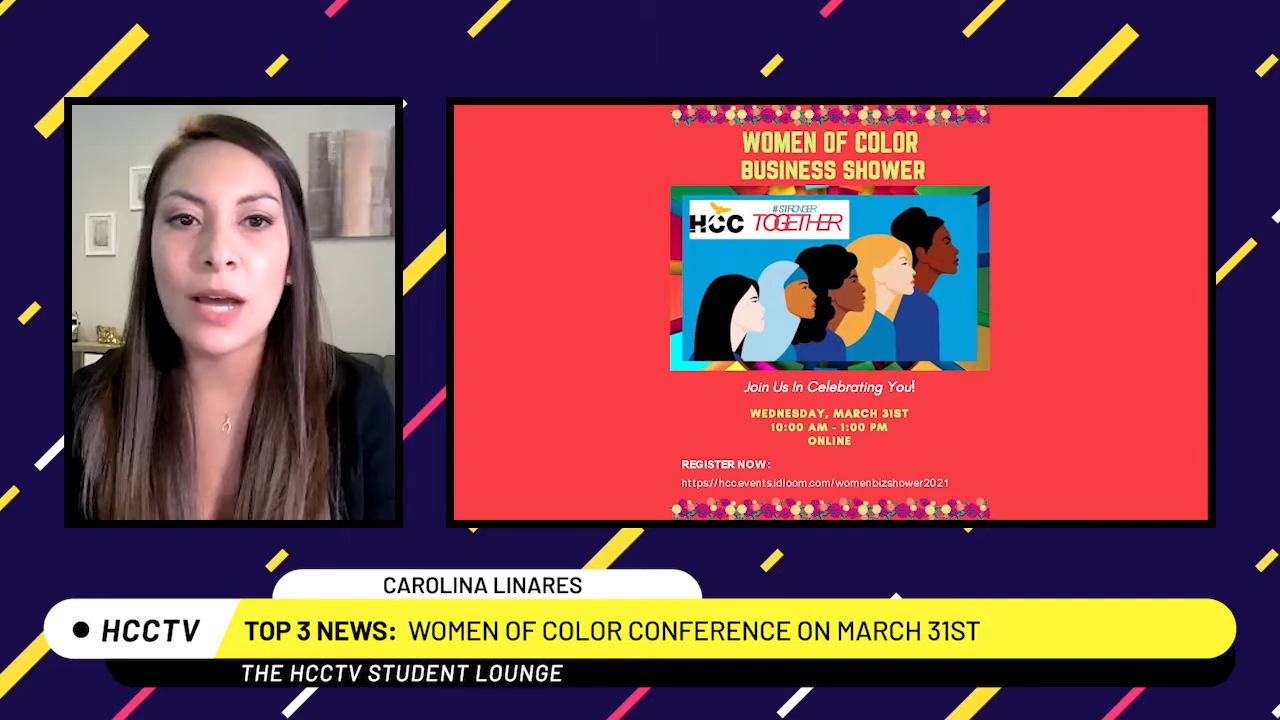 WOMEN OF COLOR
BUSINESS SHOWER
HCC
#STRONGER
TOGETHER
Join Us In Celebrating You!
WEDNESDAY, MARCH 31ST
10:00 AM - 1:00 PM
ONLINE
REGISTER NOW:
https://hcc.events.idloom.com/womenbizshower2021
CAROLINA LINARES
HCCTV
TOP 3 NEWS: WOMEN OF COLOR CONFERENCE ON MARCH 31ST
THE HCCTV STUDENT LOUNGE